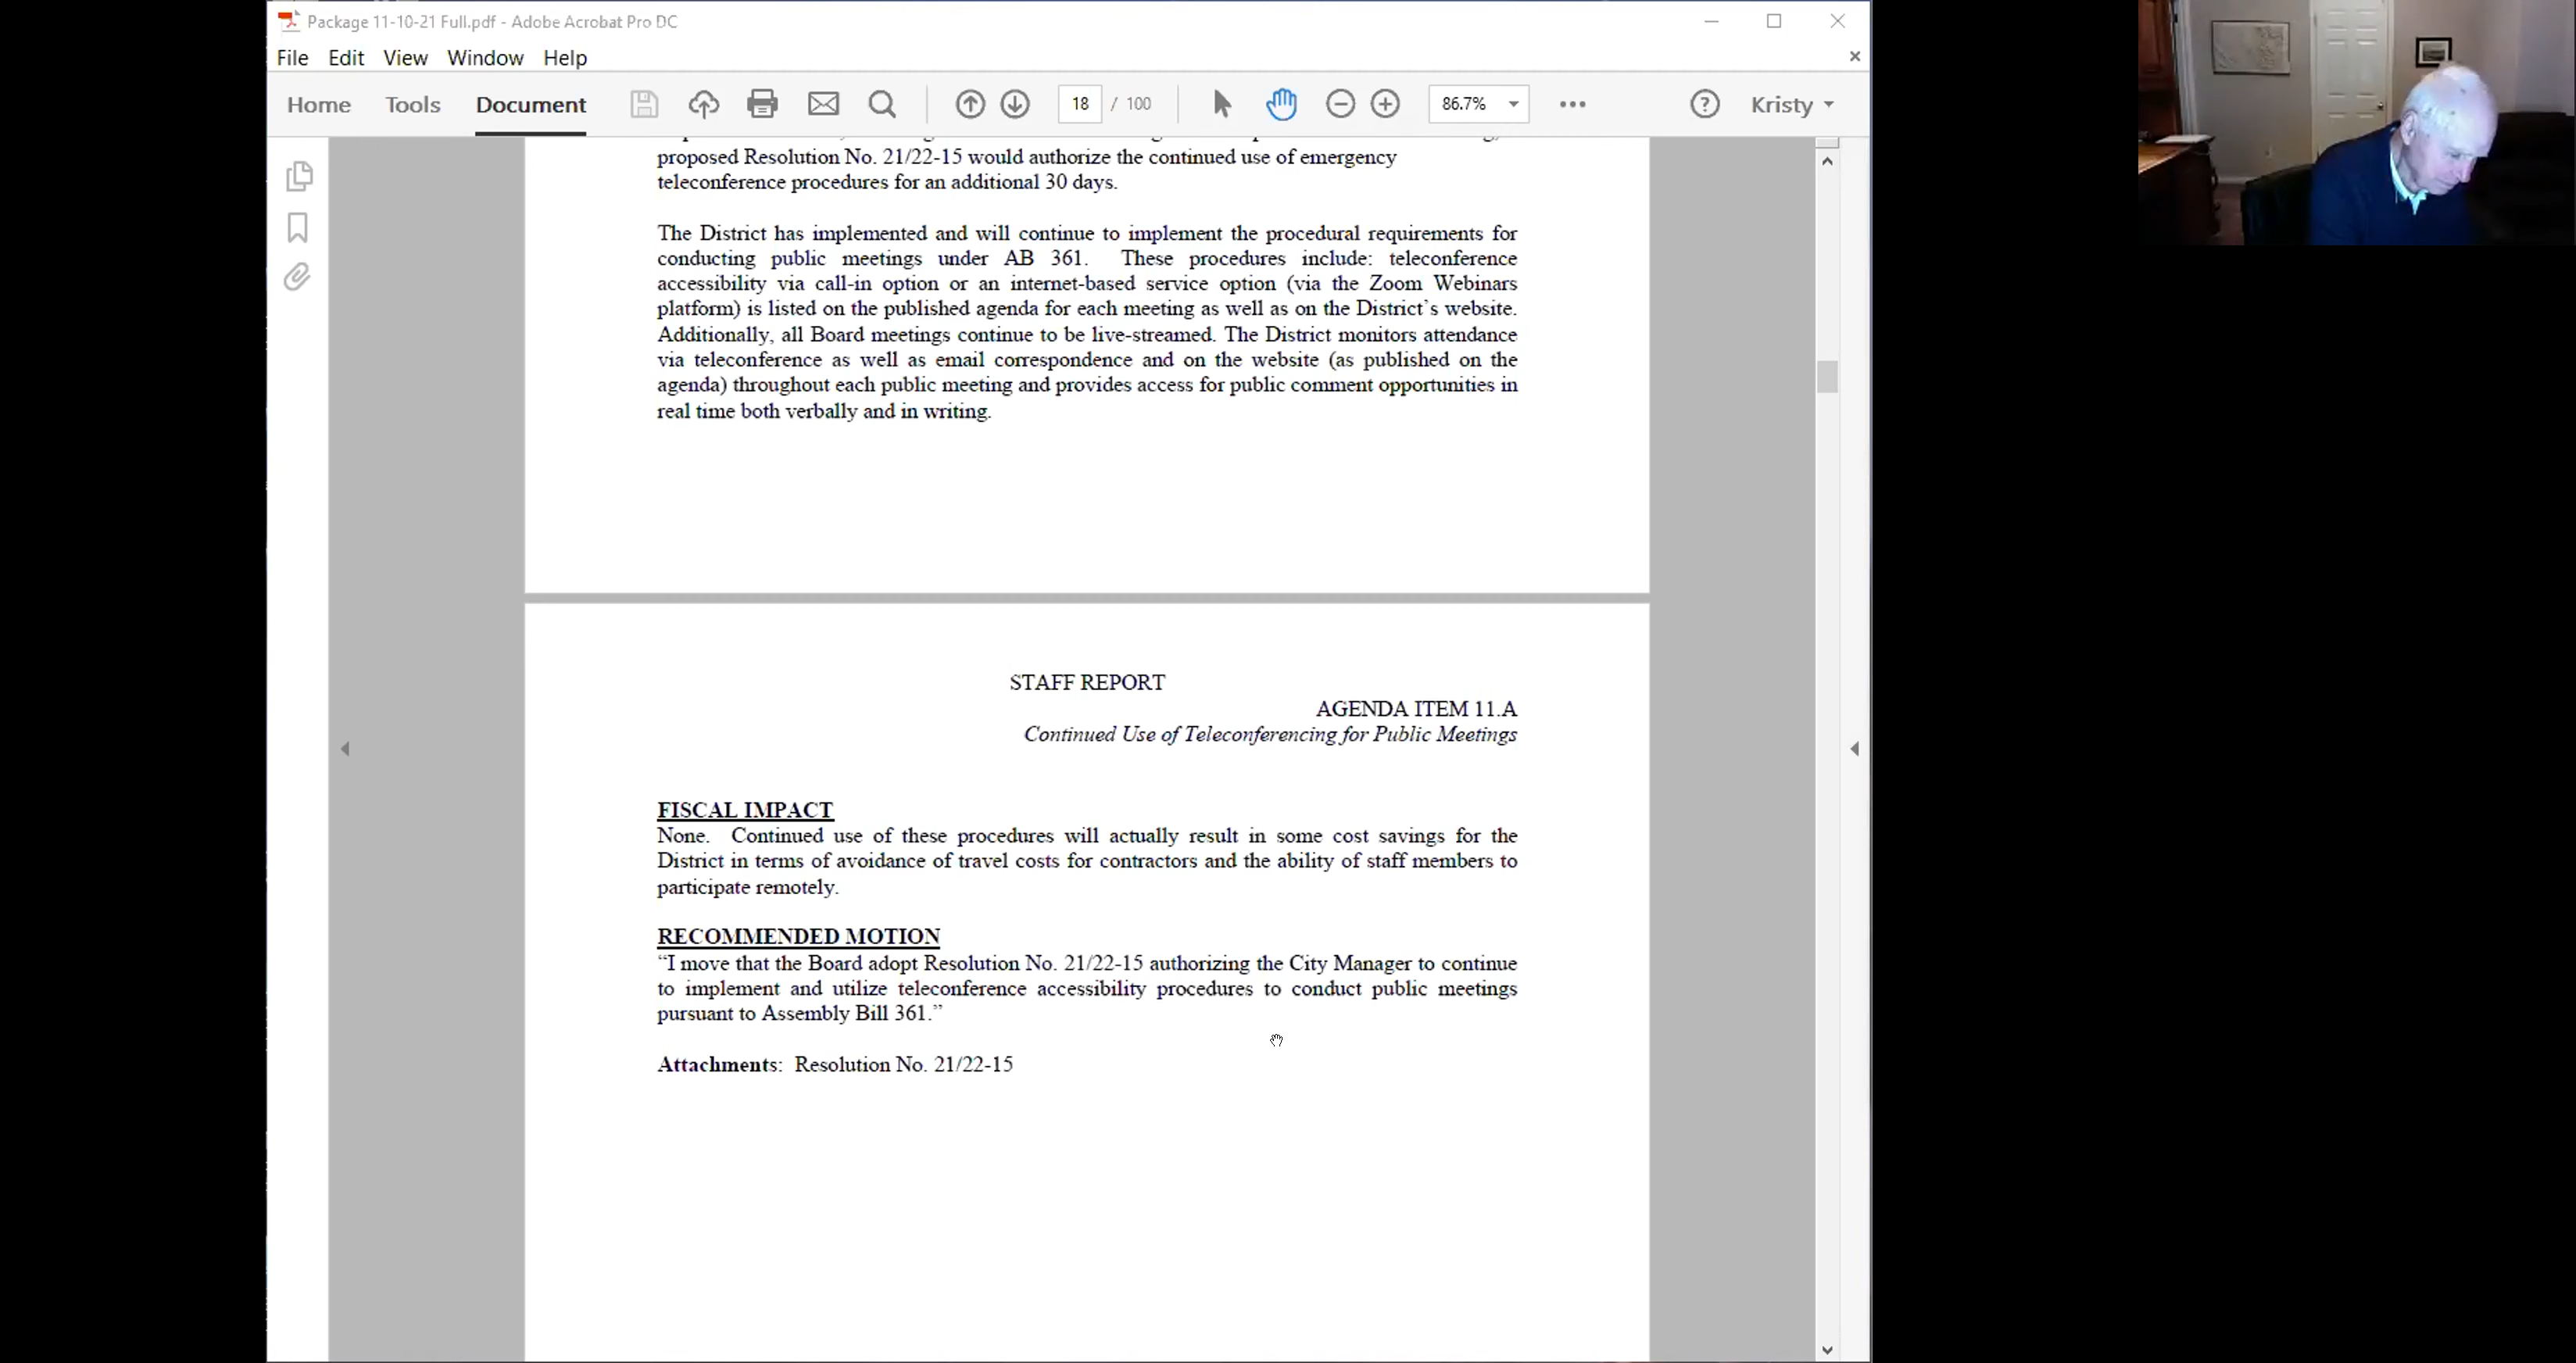 Package 11-10-21 Full.pdf - Adobe Acrobat Pro DC
File Edit View Window Help
Home Tools Document 18 / 100 86.7% Kristy
proposed Resolution No. 21/22-15 would authorize the continued use of emergency
teleconference procedures for an additional 30 days.
The District has implemented and will continue to implement the procedural requirements for
conducting public meetings under AB 361. These procedures include: teleconference
accessibility via call-in option or an internet-based service option (via the Zoom Webinars
platform) is listed on the published agenda for each meeting as well as on the District's website.
Additionally, all Board meetings continue to be live-streamed. The District monitors attendance
via teleconference as well as email correspondence and on the website (as published on the
agenda) throughout each public meeting and provides access for public comment opportunities in
real time both verbally and in writing.
STAFF REPORT
AGENDA ITEM 11.A
Continued Use of Teleconferencing for Public Meetings
FISCAL IMPACT
None. Continued use of these procedures will actually result in some cost savings for the
District in terms of avoidance of travel costs for contractors and the ability of staff members to
participate remotely.
RECOMMENDED MOTION
“I move that the Board adopt Resolution No. 21/22-15 authorizing the City Manager to continue
to implement and utilize teleconference accessibility procedures to conduct public meetings
pursuant to Assembly Bill 361.”
Attachments: Resolution No. 21/22-15